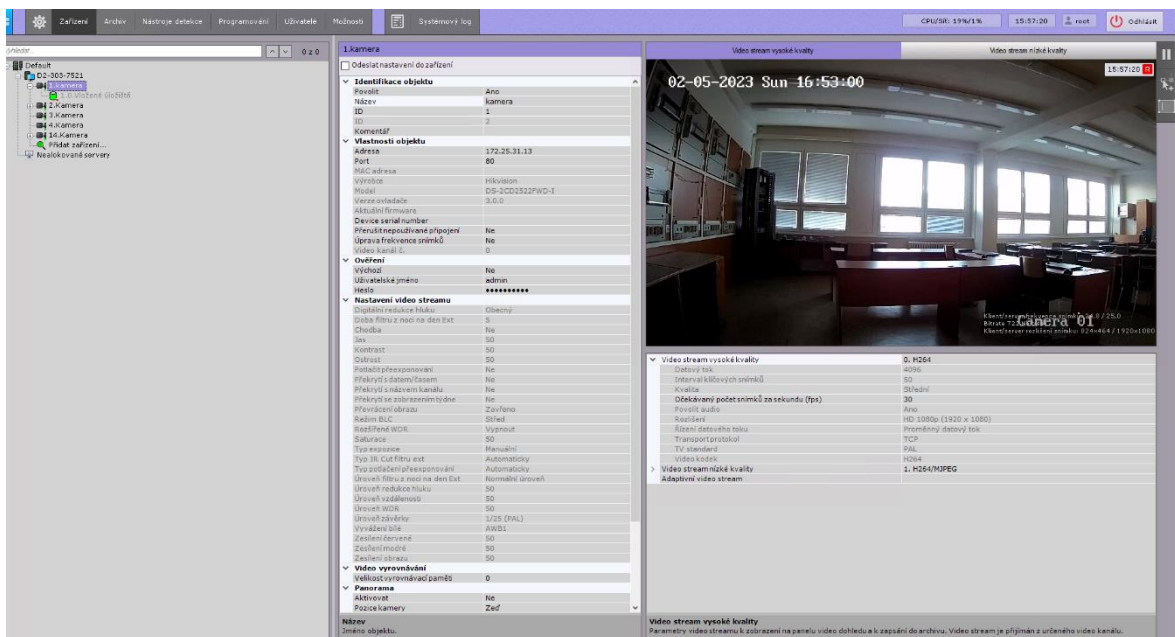 Zařízení Archiv Nástroje detekce Programování Uživatelé Možnosti Systémový log CPU/Síť: 19%/1% 15:57:20 root Odhlásit
0 z 0
Default
D2-303-7521
1.Kamera
1.0.Vložené úložiště
2.Kamera
3.Kamera
4.Kamera
14.Kamera
Přidat zařízení...
Nealokované servery
1.kamera
Odeslat nastavení do zařízení
Identifikace objektu
Povolit Ano
Název kamera
ID 1
ID 2
Komentář
Vlastnosti objektu
Adresa 172.25.31.13
Port 80
MAC adresa
Výrobce Hikvision
Model DS-2CD2522FWD-I
Verze ovladače 3.0.0
Aktuální firmware
Device serial number
Přerušit nepoužívané připojení Ne
Úprava frekvence snímků Ne
Video kanál č. 0
Ověření
Výchozí Ne
Uživatelské jméno admin
Heslo ••••••••••
Nastavení video streamu
Digitální redukce hluku Obecný
Doba filtru z noci na den Ext 5
Chodba Ne
Jas 50
Kontrast 50
Ostrost 50
Potlačit přeexponování Ne
Překrytí s datem/časem Ne
Překrytí s názvem kanálu Ne
Překrytí se zobrazením týdne Ne
Převrácení obrazu Zavřeno
Režim BLC Střed
Rozšířené WDR Vypnout
Saturace 50
Typ expozice Manuální
Typ IR Cut filtru ext Automaticky
Typ potlačení přeexponování Automaticky
Úroveň filtru z noci na den Ext Normální úroveň
Úroveň redukce hluku 50
Úroveň vzdálenosti 50
Úroveň WDR 50
Úroveň závěrky 1/25 (PAL)
Vyvážení bílé AWB1
Zesílení červené 50
Zesílení modré 50
Zesílení obrazu 50
Video vyrovnávání
Velikost vyrovnávací paměti 0
Panorama
Aktivovat Ne
Pozice kamery Zeď
Název
Jméno objektu.
Video stream vysoké kvality Video stream nízké kvality
15:57:20
02-05-2023 Sun 16:53:00
Camera 01
Klient/server rozlišení snímku: 824x464 / 1920x1080
Video stream vysoké kvality 0. H264
Datový tok 4096
Interval klíčových snímků 50
Kvalita Střední
Očekávaný počet snímků za sekundu (fps) 30
Povolit audio Ano
Rozlišení HD 1080p (1920 x 1080)
Řízení datového toku Proměnný datový tok
Transport protokol TCP
TV standard PAL
Video kodek H264
Video stream nízké kvality 1. H264/MJPEG
Adaptivní video stream
Video stream vysoké kvality
Parametry video streamu k zobrazení na panelu video dohledu a k zapsání do archivu. Video stream je přijímán z určeného video kanálu.